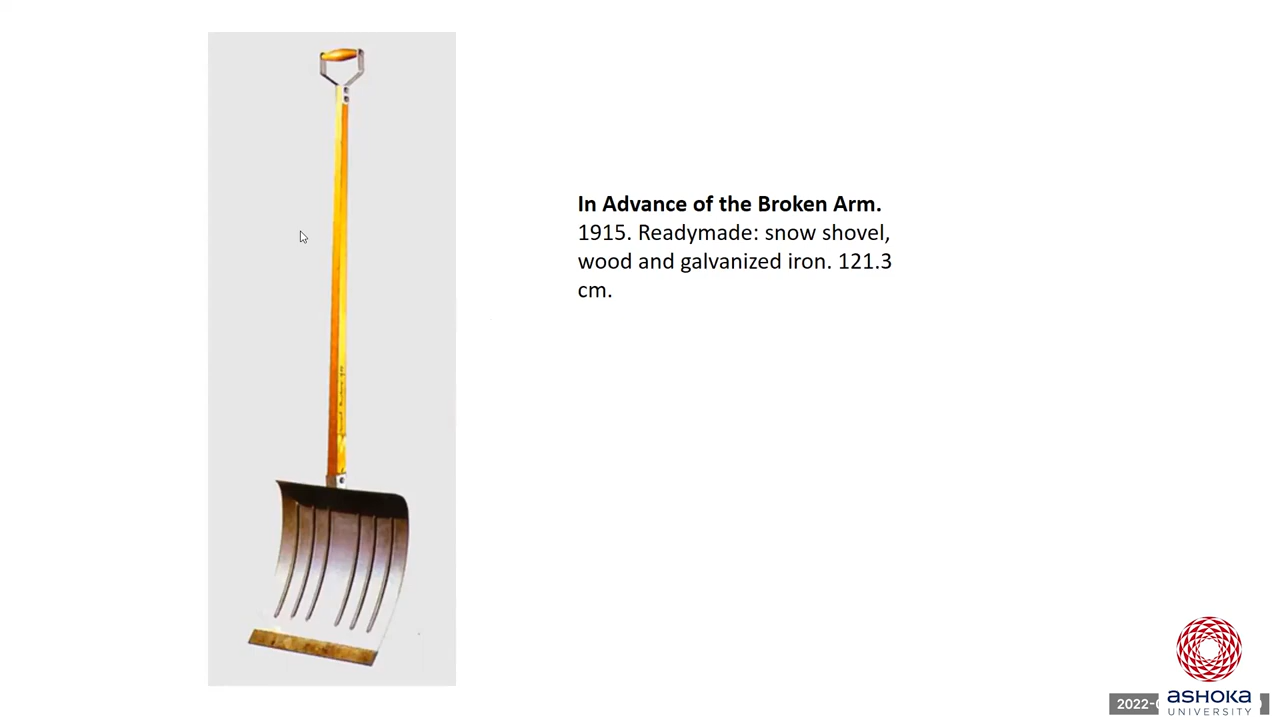 In Advance of the Broken Arm.
1915. Readymade: snow shovel,
wood and galvanized iron. 121.3
cm.
ASHOKA
UNIVERSITY